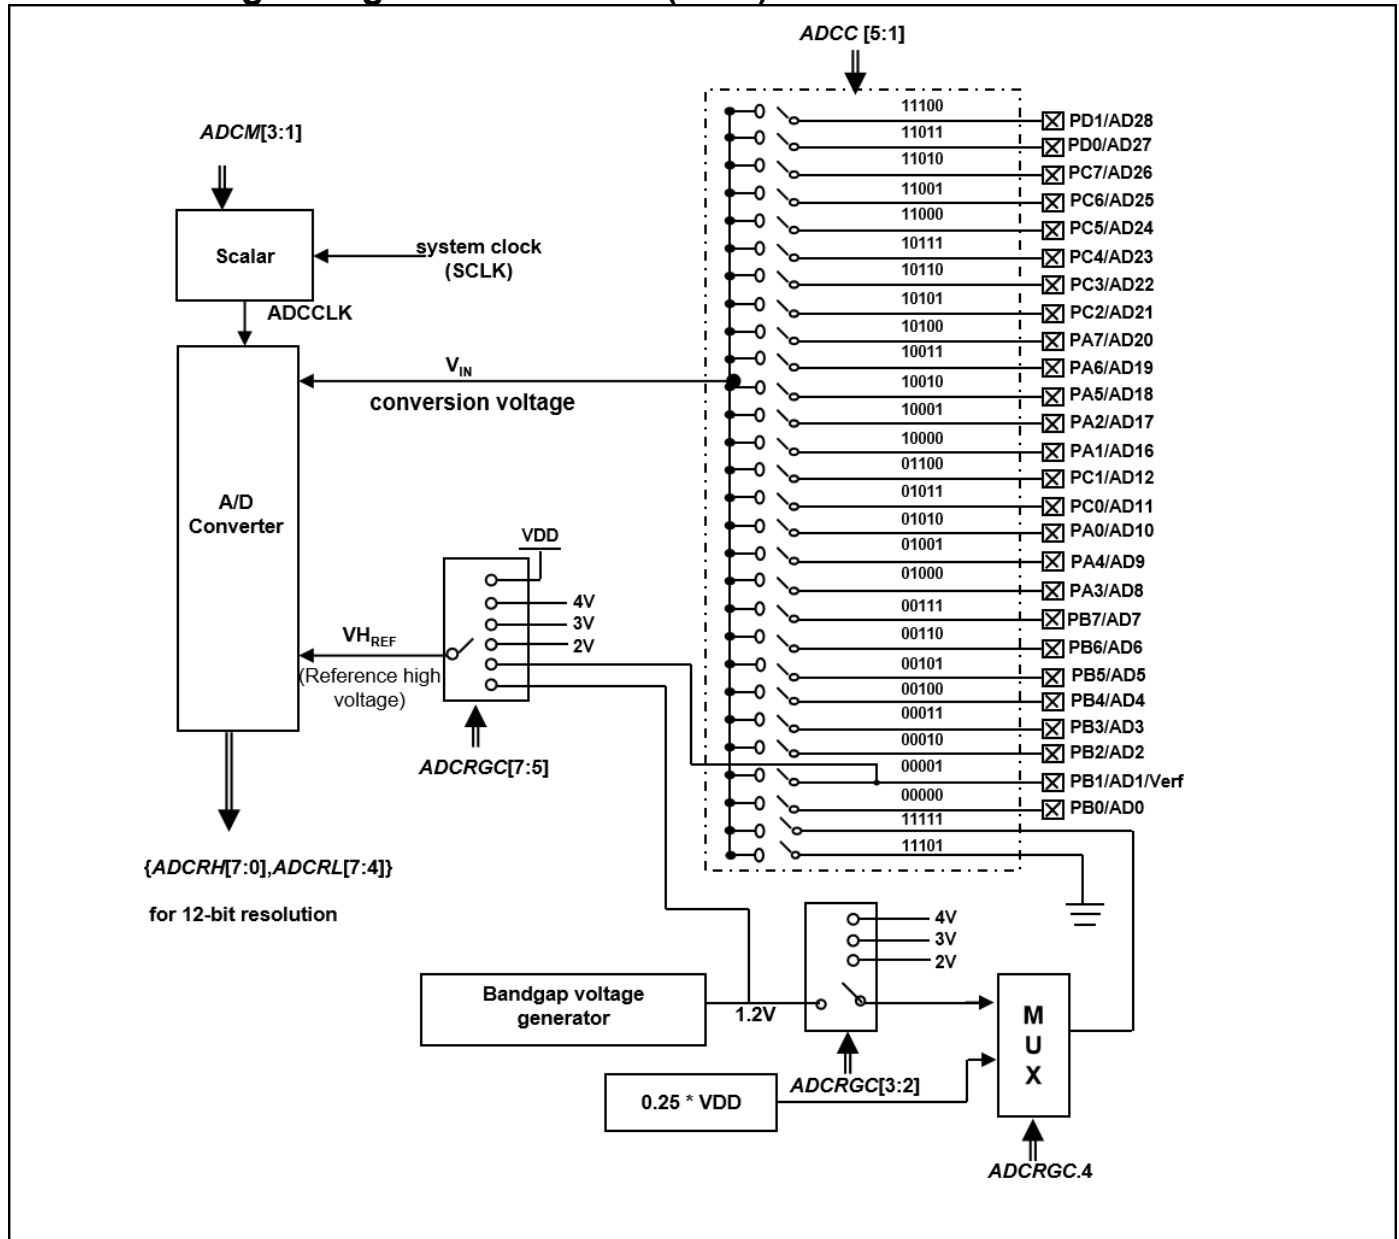 ADCC [5:1]
ADCM[3:1]
Scalar
system clock
(SCLK)
ADCCLK
VIN
conversion voltage
A/D
Converter
VDD
4V
3V
2V
VHREF
(Reference high
voltage)
ADCRGC[7:5]
{ADCRH[7:0],ADCRL[7:4]}
for 12-bit resolution
11100 PD1/AD28
11011 PD0/AD27
11010 PC7/AD26
11001 PC6/AD25
11000 PC5/AD24
10111 PC4/AD23
10110 PC3/AD22
10101 PC2/AD21
10100 PA7/AD20
10011 PA6/AD19
10010 PA5/AD18
10001 PA2/AD17
10000 PA1/AD16
01100 PC1/AD12
01011 PC0/AD11
01010 PA0/AD10
01001 PA4/AD9
01000 PA3/AD8
00111 PB7/AD7
00110 PB6/AD6
00101 PB5/AD5
00100 PB4/AD4
00011 PB3/AD3
00010 PB2/AD2
00001 PB1/AD1/Verf
00000 PB0/AD0
11111
11101
4V
3V
2V
Bandgap voltage
generator
1.2V
ADCRGC[3:2]
0.25 * VDD
M
U
X
ADCRGC.4